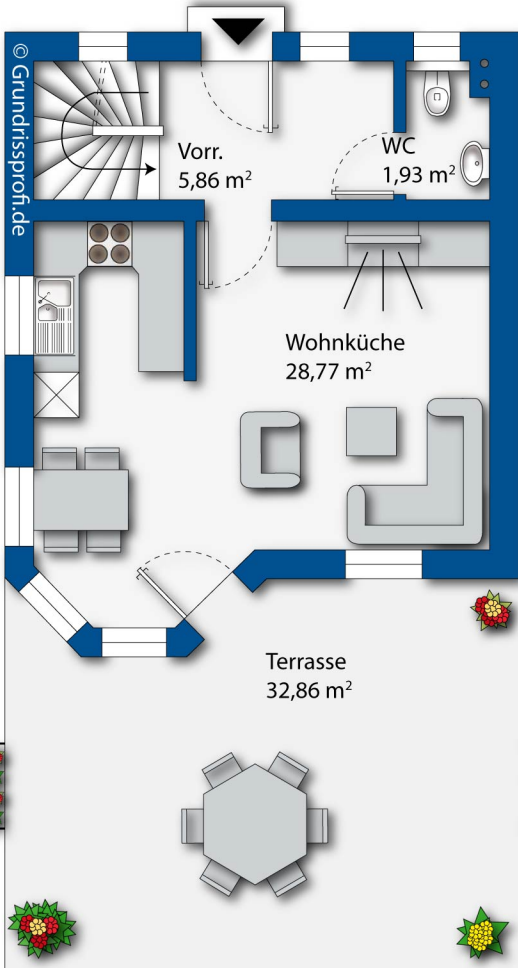 © Grundrissprofi.de
Vorr.
5,86 m²
WC
1,93 m²
Wohnküche
28,77 m²
Terrasse
32,86 m²